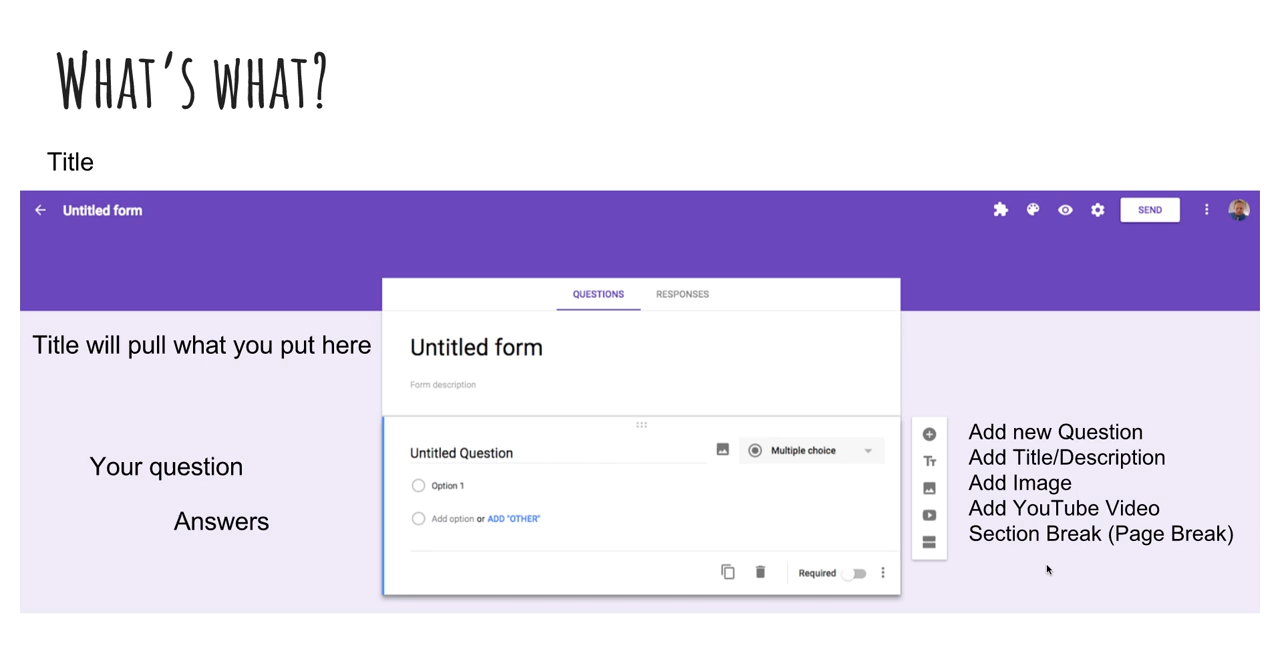 What's what?
Title
Untitled form
SEND
QUESTIONS RESPONSES
Title will pull what you put here
Untitled form
Form description
Your question
Untitled Question
Multiple choice
Option 1
Answers
Add option or ADD "OTHER"
Required
Add new Question
Add Title/Description
Add Image
Add YouTube Video
Section Break (Page Break)